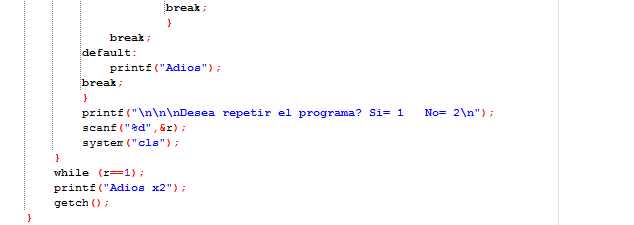 break;
}
break;
default:
printf("Adios");
break;
}
printf("\n\n\nDesea repetir el programa? Si= 1   No= 2\n");
scanf("%d",&r);
system("cls");
}
while (r==1);
printf("Adios x2");
getch();
}